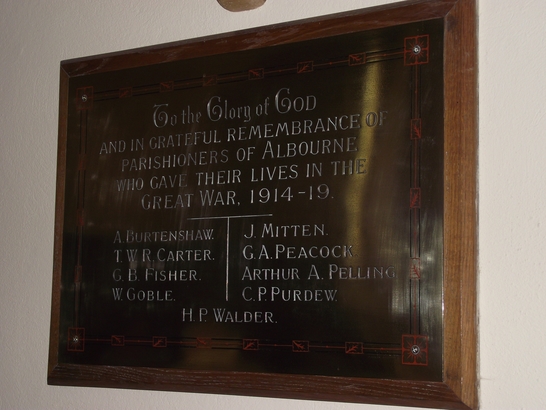 To the Glory of God
AND IN GRATEFUL REMEMBRANCE OF
PARISHIONERS OF ALBOURNE
WHO GAVE THEIR LIVES IN THE
GREAT WAR, 1914-19.
A. BURTENSHAW.
T. W. R. CARTER.
G. B. FISHER.
W. GOBLE.
J. MITTEN.
G. A. PEACOCK
ARTHUR A. PELLING
C. P. PURDEW.
H. P. WALDER.